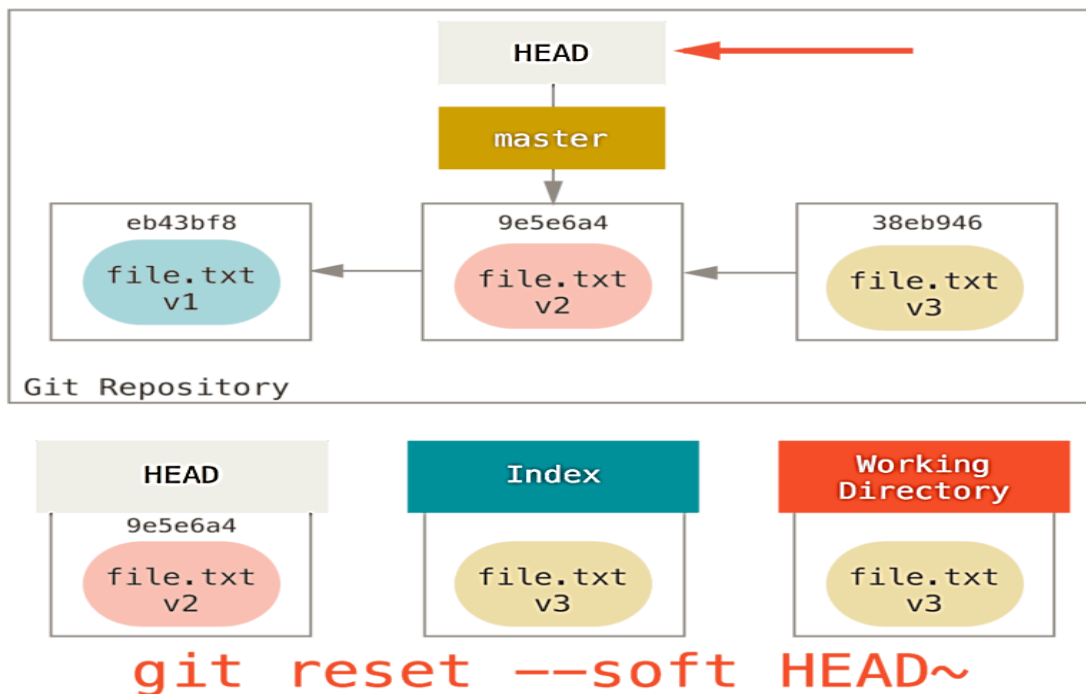 HEAD
master
eb43bf8
9e5e6a4
38eb946
file.txt
v1
file.txt
v2
file.txt
v3
Git Repository
HEAD
Index
Working
Directory
9e5e6a4
file.txt
v2
file.txt
v3
file.txt
v3
git reset --soft HEAD~